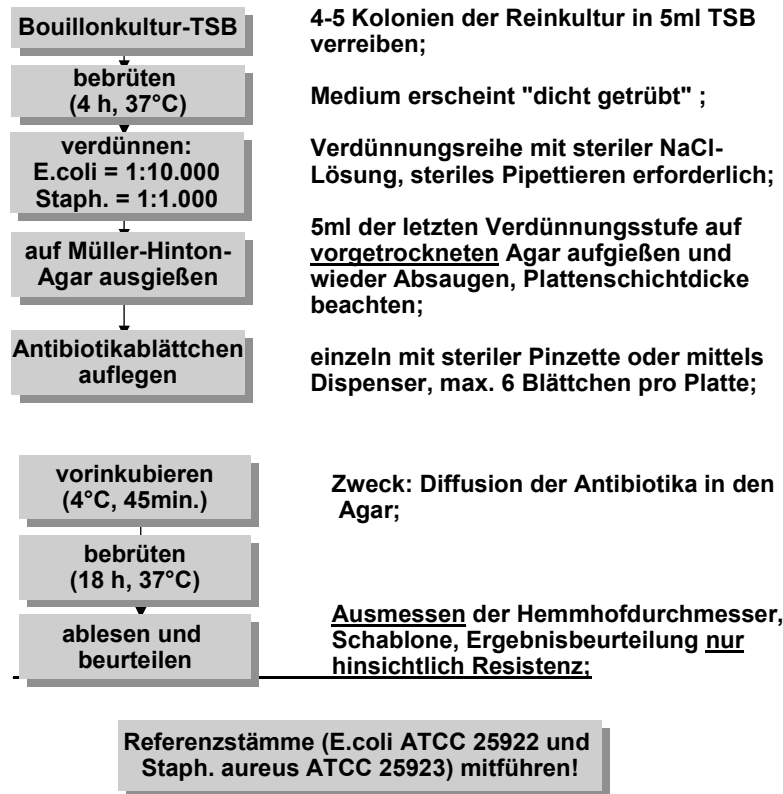 Bouillonkultur-TSB
4-5 Kolonien der Reinkultur in 5ml TSB
verreiben;
bebrüten
(4 h, 37°C)
Medium erscheint "dicht getrübt" ;
verdünnen:
E.coli = 1:10.000
Staph. = 1:1.000
Verdünnungsreihe mit steriler NaCl-
Lösung, steriles Pipettieren erforderlich;
auf Müller-Hinton-
Agar ausgießen
5ml der letzten Verdünnungsstufe auf
vorgetrockneten Agar aufgießen und
wieder Absaugen, Plattenschichtdicke
beachten;
Antibiotikablättchen
auflegen
einzeln mit steriler Pinzette oder mittels
Dispenser, max. 6 Blättchen pro Platte;
vorinkubieren
(4°C, 45min.)
Zweck: Diffusion der Antibiotika in den
Agar;
bebrüten
(18 h, 37°C)
ablesen und
beurteilen
Ausmessen der Hemmhofdurchmesser,
Schablone, Ergebnisbeurteilung nur
hinsichtlich Resistenz;
Referenzstämme (E.coli ATCC 25922 und
Staph. aureus ATCC 25923) mitführen!